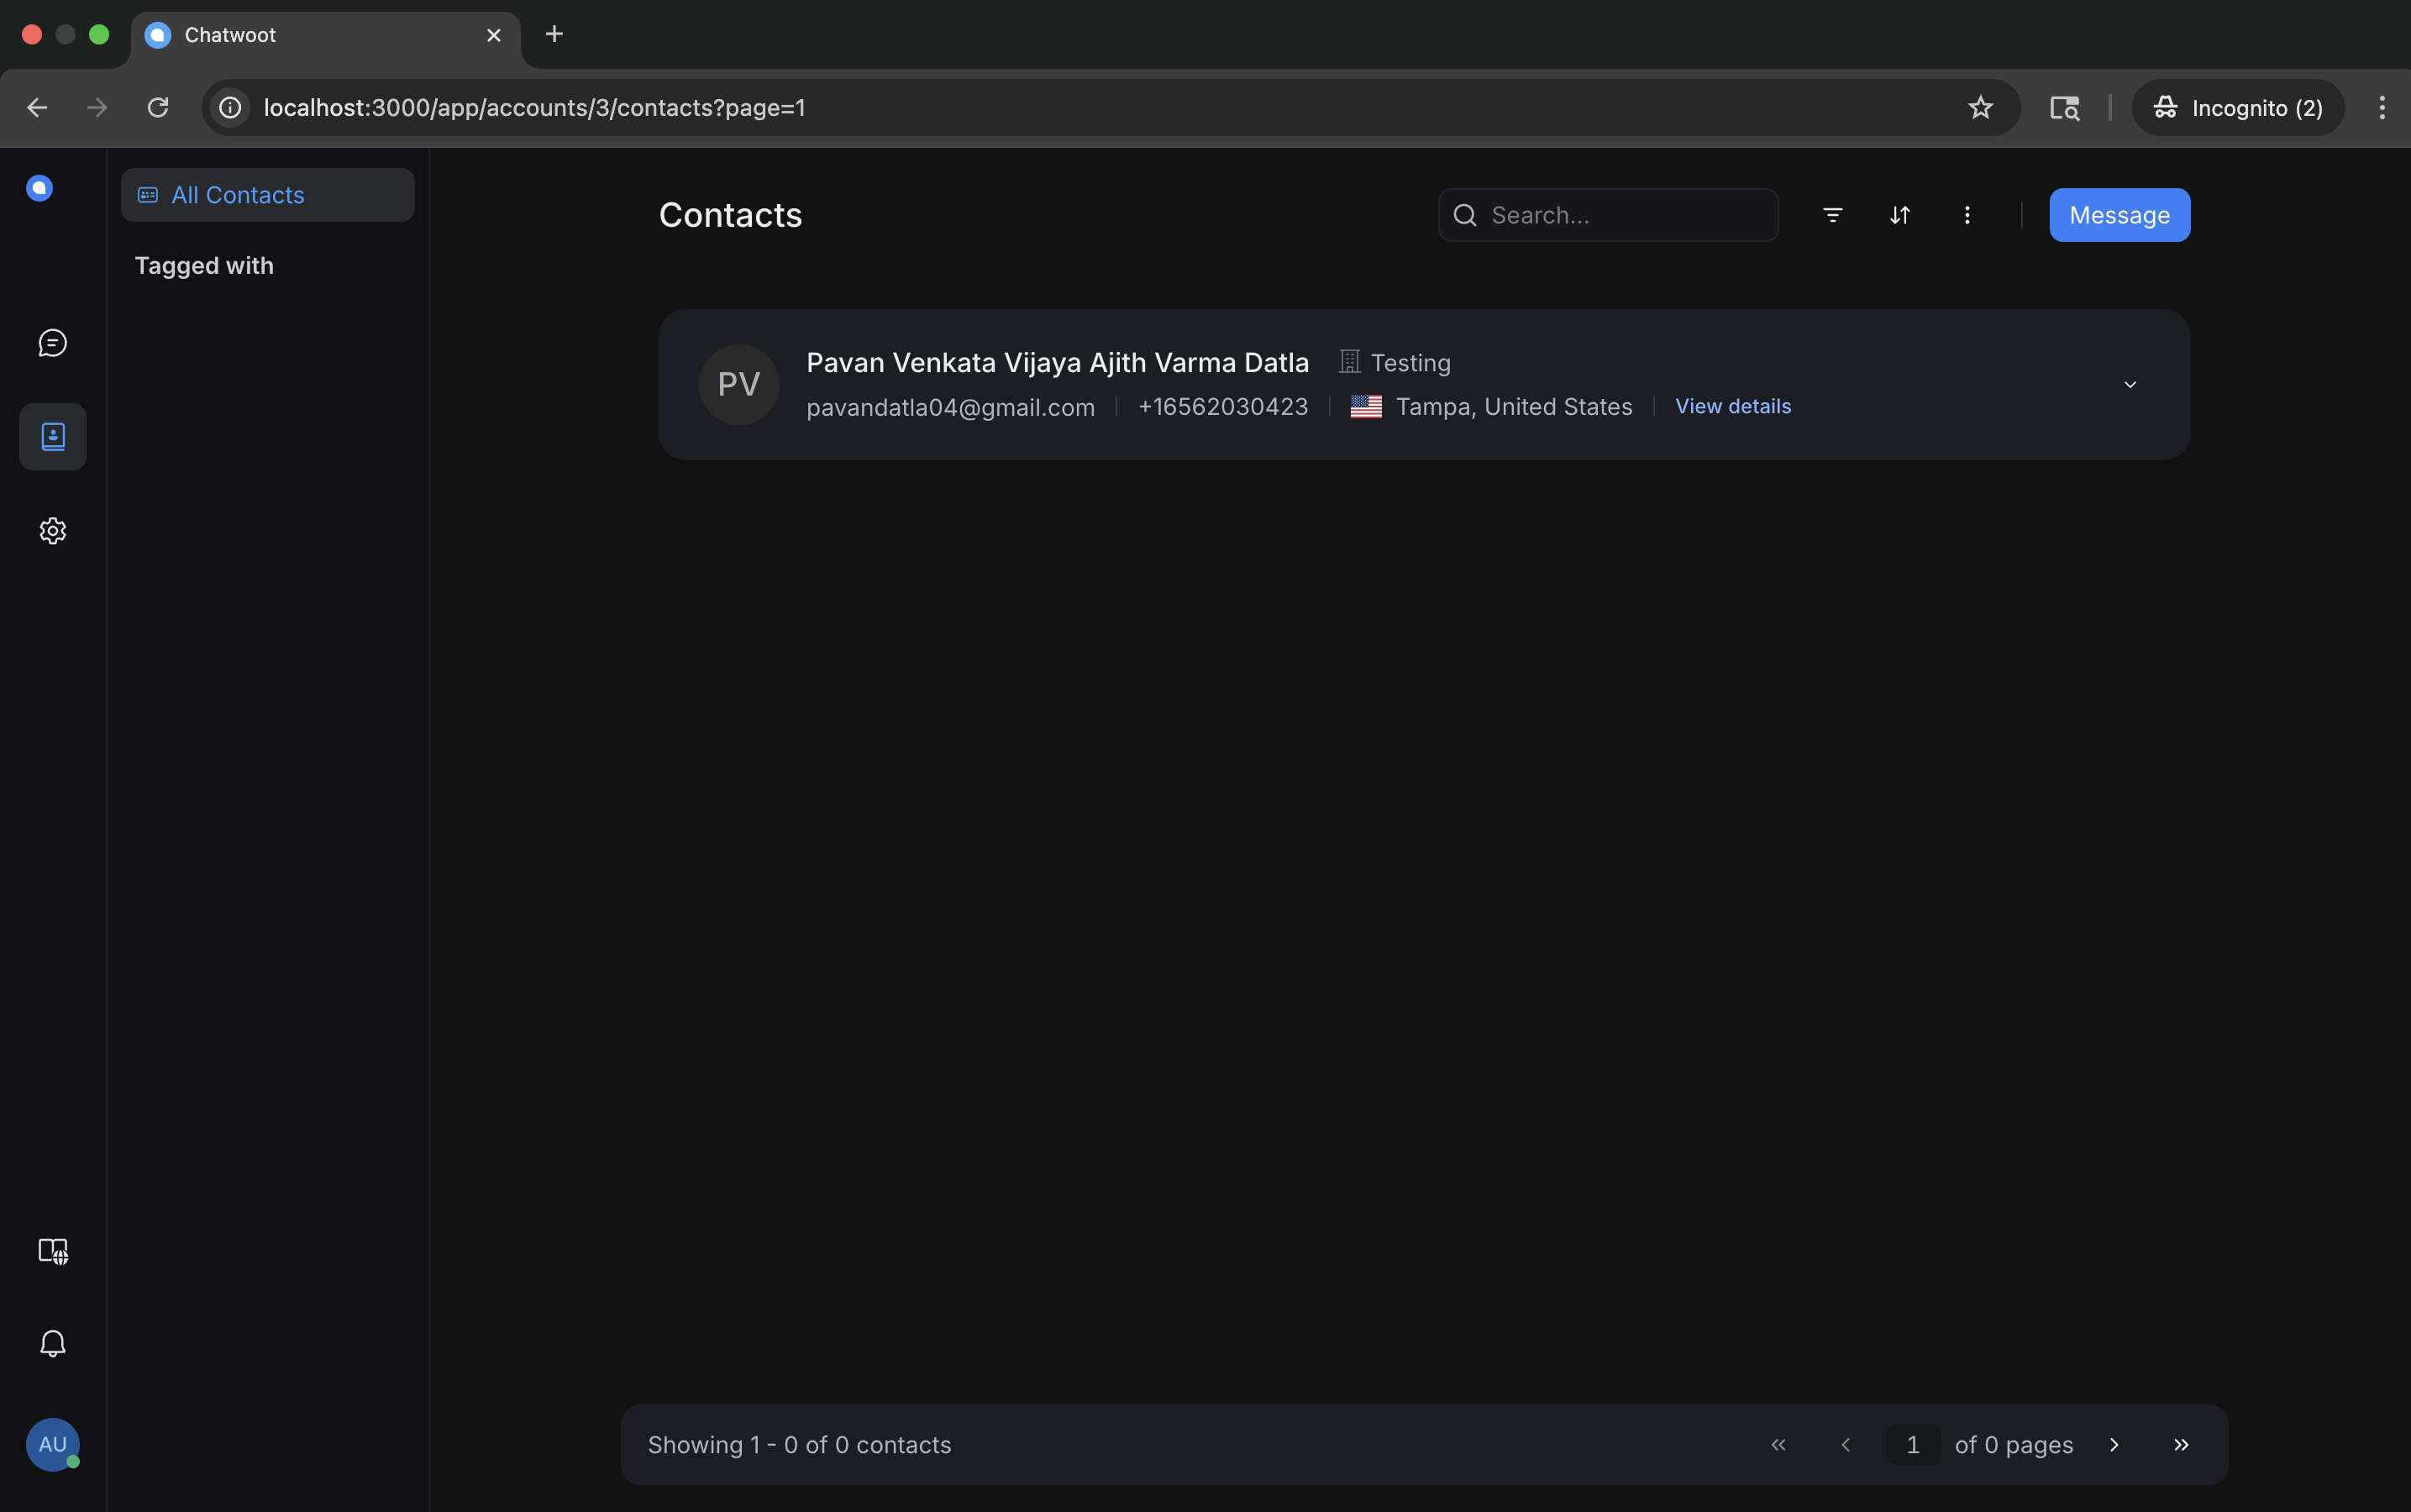 Chatwoot
localhost:3000/app/accounts/3/contacts?page=1
Incognito (2)
All Contacts
Tagged with
Contacts
Search...
Message
PV
Pavan Venkata Vijaya Ajith Varma Datla
Testing
pavandatla04@gmail.com
+16562030423
Tampa, United States
View details
AU
Showing 1 - 0 of 0 contacts
1 of 0 pages